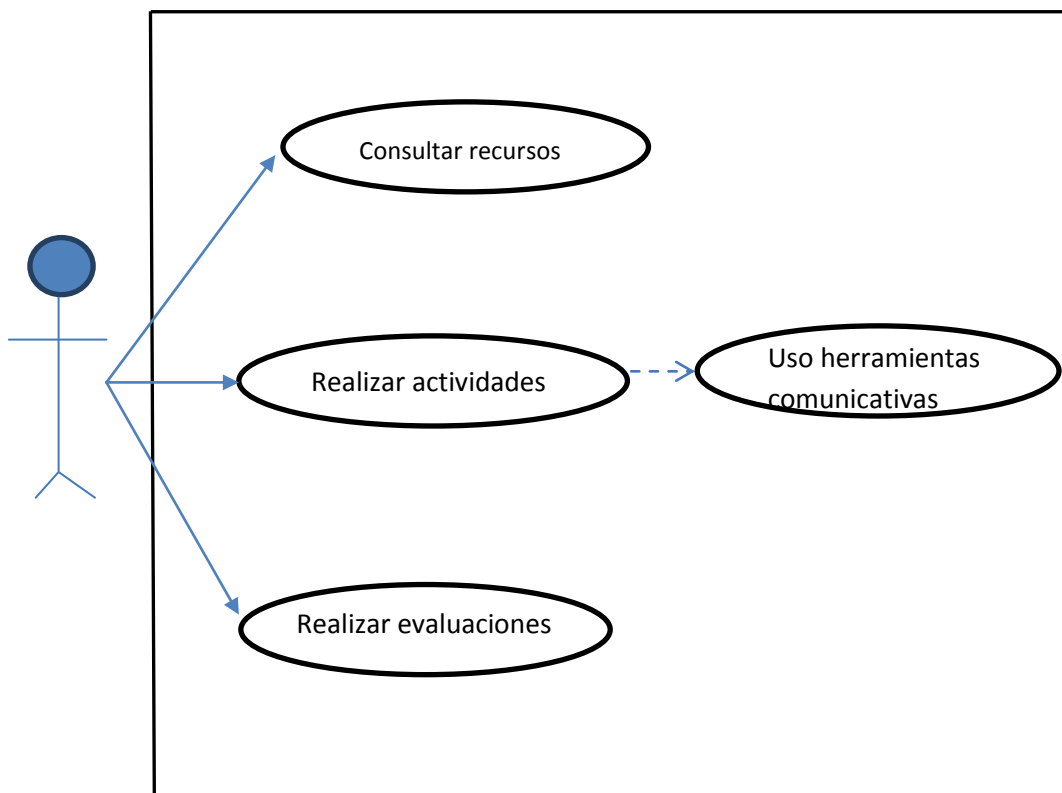 Consultar recursos
Realizar actividades
Uso herramientas
comunicativas
Realizar evaluaciones